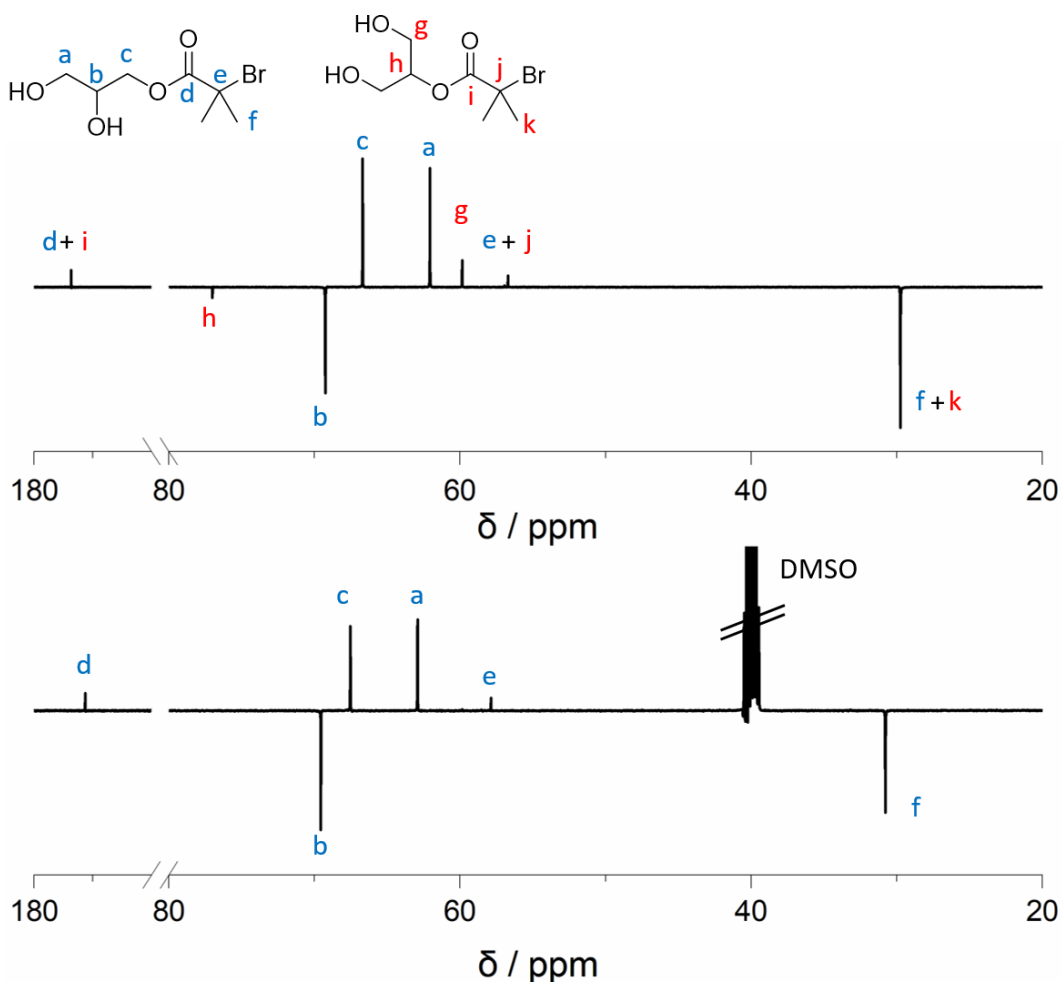 HO g O
a c O h j Br
b e Br HO O i
HO O d k
OH f
c a
d + i g e + j
h
b f + k
180 80 60 40 20
δ / ppm
DMSO
c a
d e
b f
180 80 60 40 20
δ / ppm